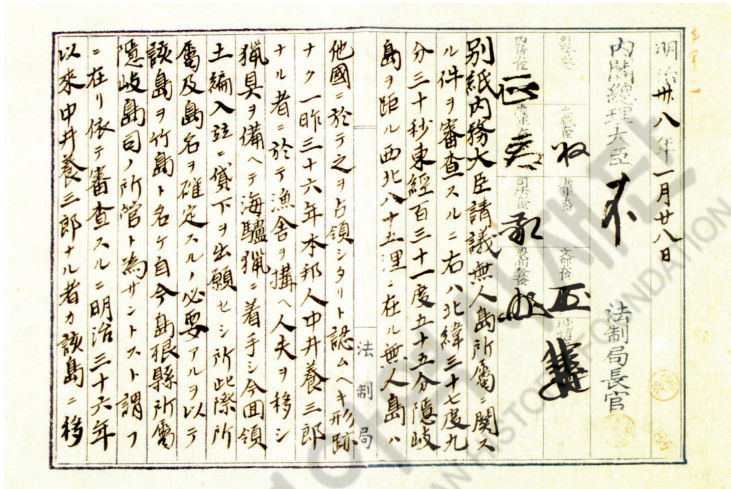 明治卅八年一月廿八日
内閣總理大臣
法制局長官
別紙内務大臣請議無人島所屬ニ關ス
ル件ヲ審査スルニ右ハ北緯三十七度九
分三十秒東經百三十一度五十五分隱岐
島ヲ距ル西北八十五浬ニ在ル無人島ハ
他國ニ於テ之ヲ占領シタリト認ムヘキ形跡
ナク一昨三十六年本邦人中井養三郎
ナル者ニ於テ漁舍ヲ構ヘ人夫ヲ移シ
獵具ヲ備ヘテ海驢獵ニ着手シ今回領
土編入竝ニ貸下ヲ出願セシ所此際所
屬及島名ヲ確定スルノ必要アルヲ以テ
該島ヲ竹島ト名ケ自今島根縣所屬
隱岐島司ノ所管ト為サントスト謂フ
ニ在リ依テ審査スルニ明治三十六年
以來中井養三郎ナル者カ該島ニ移
法制局